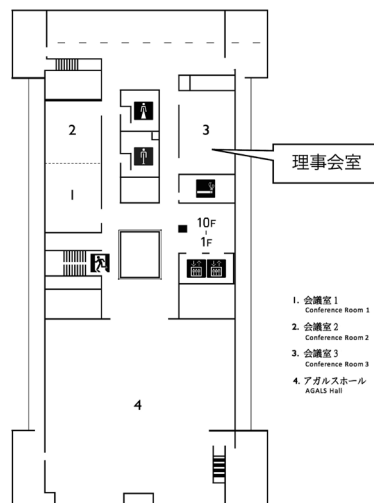 2
3
理事会室
1
10F
1F
1. 会議室 1
Conference Room 1
2. 会議室 2
Conference Room 2
3. 会議室 3
Conference Room 3
4. アガルスホール
AGALS Hall
4